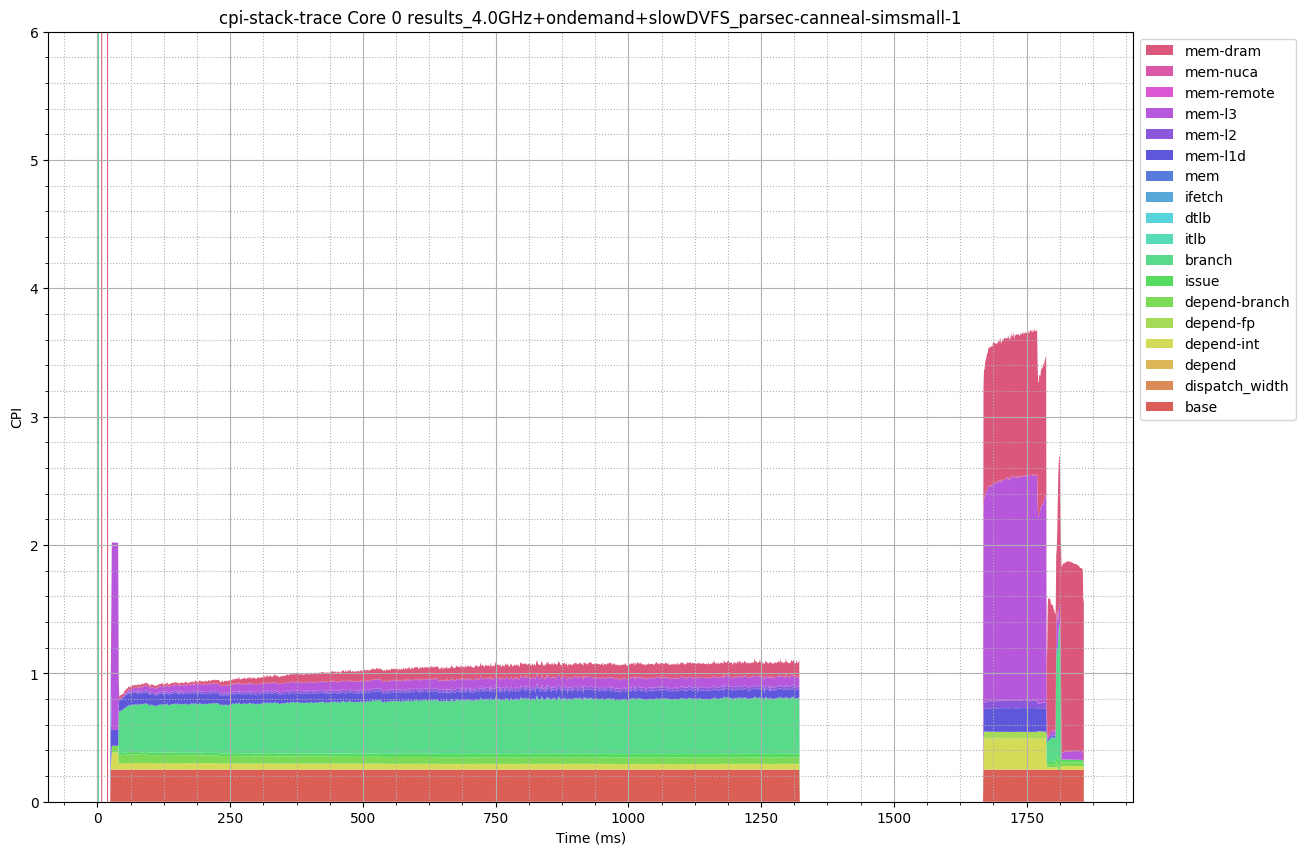 cpi-stack-trace Core 0 results_4.0GHz+ondemand+slowDVFS_parsec-canneal-simsmall-1
6
5
4
3
2
1
0
CPI
0 250 500 750 1000 1250 1500 1750
Time (ms)
mem-dram
mem-nuca
mem-remote
mem-l3
mem-l2
mem-l1d
mem
ifetch
dtlb
itlb
branch
issue
depend-branch
depend-fp
depend-int
depend
dispatch_width
base